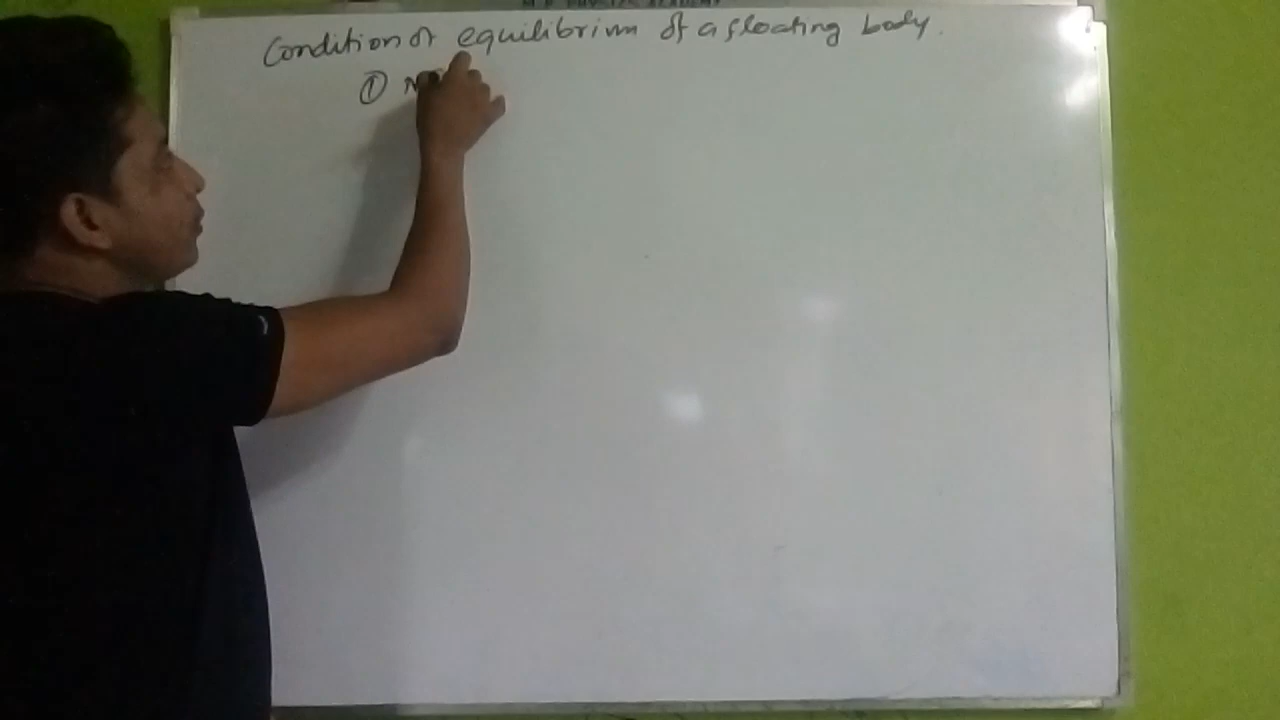 Condition of equilibrium of a floating body.
①